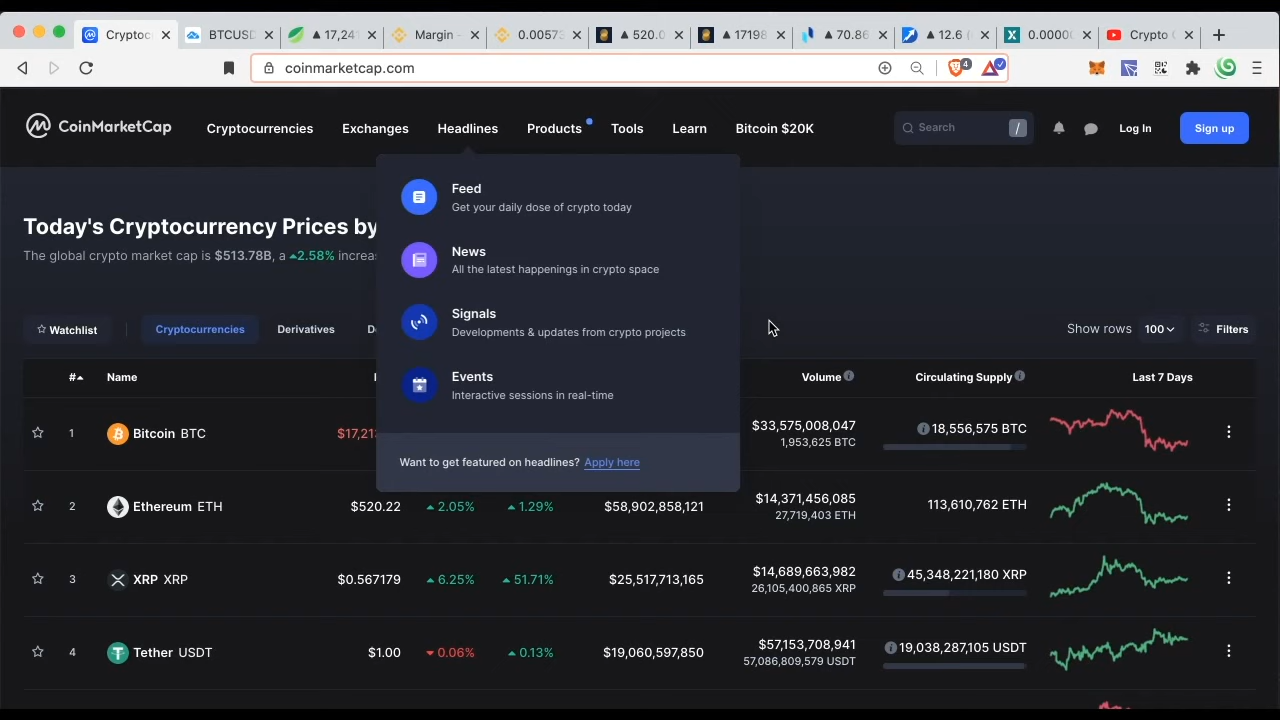 Cryptoc
BTCUSD
▲ 17,24
Margin
0.0057
▲ 520.0
▲ 17198
▲ 70.86
▲ 12.6 (
0.0000
Crypto
coinmarketcap.com
4
CoinMarketCap
Cryptocurrencies
Exchanges
Headlines
Products
Tools
Learn
Bitcoin $20K
Search
/
Log In
Sign up
Feed
Get your daily dose of crypto today
News
All the latest happenings in crypto space
Signals
Developments & updates from crypto projects
Events
Interactive sessions in real-time
Want to get featured on headlines? Apply here
Today's Cryptocurrency Prices by
The global crypto market cap is $513.78B, a ▲2.58% increa
Watchlist
Cryptocurrencies
Derivatives
Show rows
100
Filters
#
Name
Volume
Circulating Supply
Last 7 Days
1
Bitcoin BTC
$17,21
$33,575,008,047
1,953,625 BTC
18,556,575 BTC
2
Ethereum ETH
$520.22
2.05%
1.29%
$58,902,858,121
$14,371,456,085
27,719,403 ETH
113,610,762 ETH
3
XRP XRP
$0.567179
6.25%
51.71%
$25,517,713,165
$14,689,663,982
26,105,400,865 XRP
45,348,221,180 XRP
4
Tether USDT
$1.00
0.06%
0.13%
$19,060,597,850
$57,153,708,941
57,086,809,579 USDT
19,038,287,105 USDT